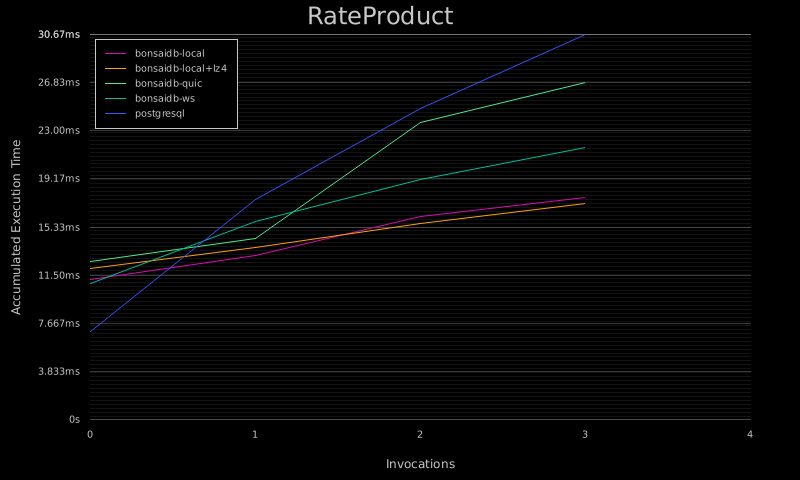 RateProduct
30.67ms
26.83ms
23.00ms
19.17ms
15.33ms
11.50ms
7.667ms
3.833ms
0s
bonsaidb-local
bonsaidb-local+lz4
bonsaidb-quic
bonsaidb-ws
postgresql
Accumulated Execution Time
0 1 2 3 4
Invocations